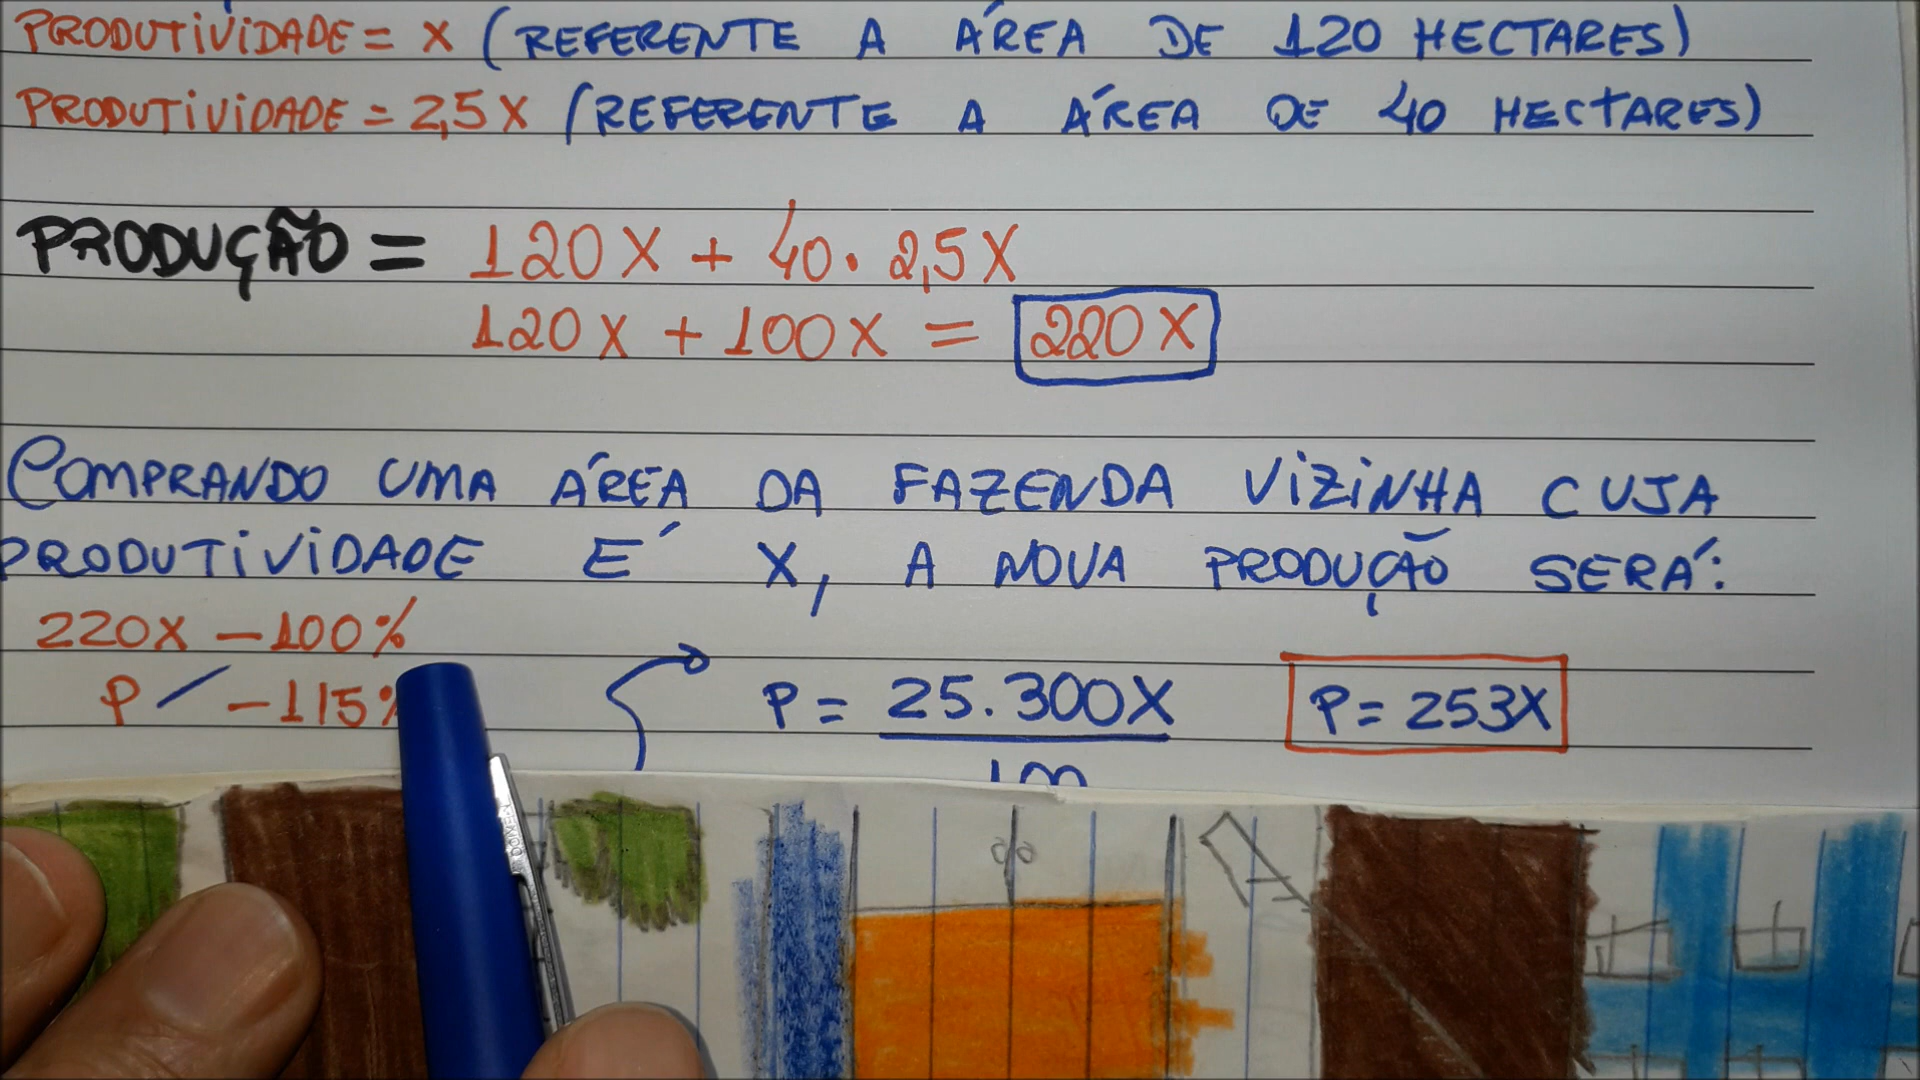 PRODUTIVIDADE = X (REFERENTE A ÁREA DE 120 HECTARES)
PRODUTIVIDADE = 2,5X (REFERENTE A ÁREA DE 40 HECTARES)
PRODUÇÃO = 120X + 40 · 2,5X
120X + 100X = 220X
COMPRANDO UMA ÁREA DA FAZENDA VIZINHA CUJA
PRODUTIVIDADE É X, A NOVA PRODUÇÃO SERÁ:
220X – 100%
P – 115%
P = 25.300X
100
P = 253X